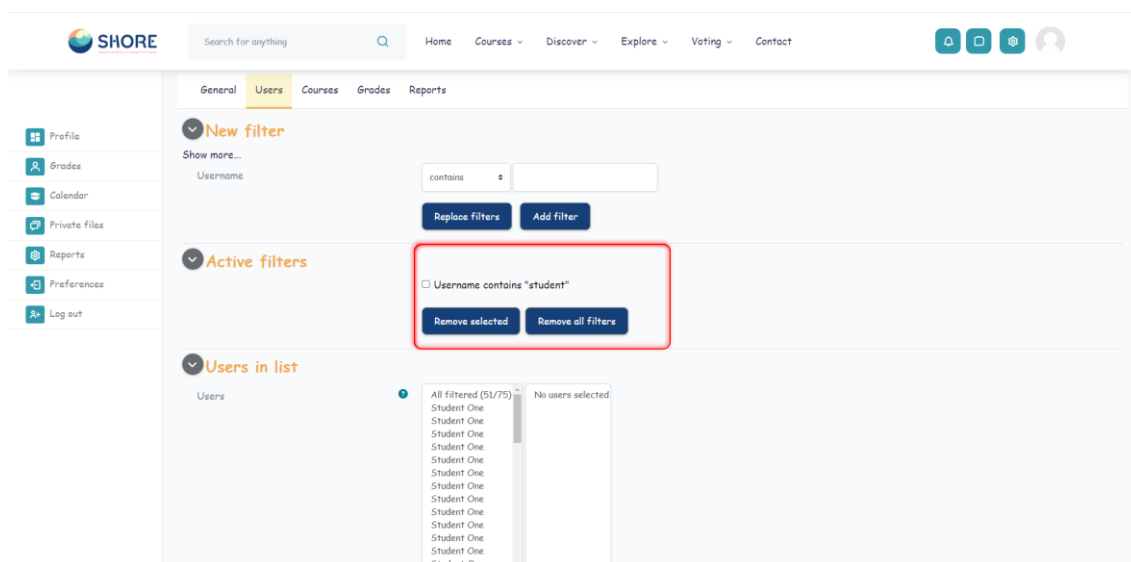 SHORE
Search for anything
Home Courses Discover Explore Voting Contact
General Users Courses Grades Reports
Profile
Grades
Calendar
Private files
Reports
Preferences
Log out
New filter
Show more...
Username contains
Replace filters Add filter
Active filters
Username contains "student"
Remove selected Remove all filters
Users in list
Users ? All filtered (51/75) No users selected
Student One
Student One
Student One
Student One
Student One
Student One
Student One
Student One
Student One
Student One
Student One
Student One